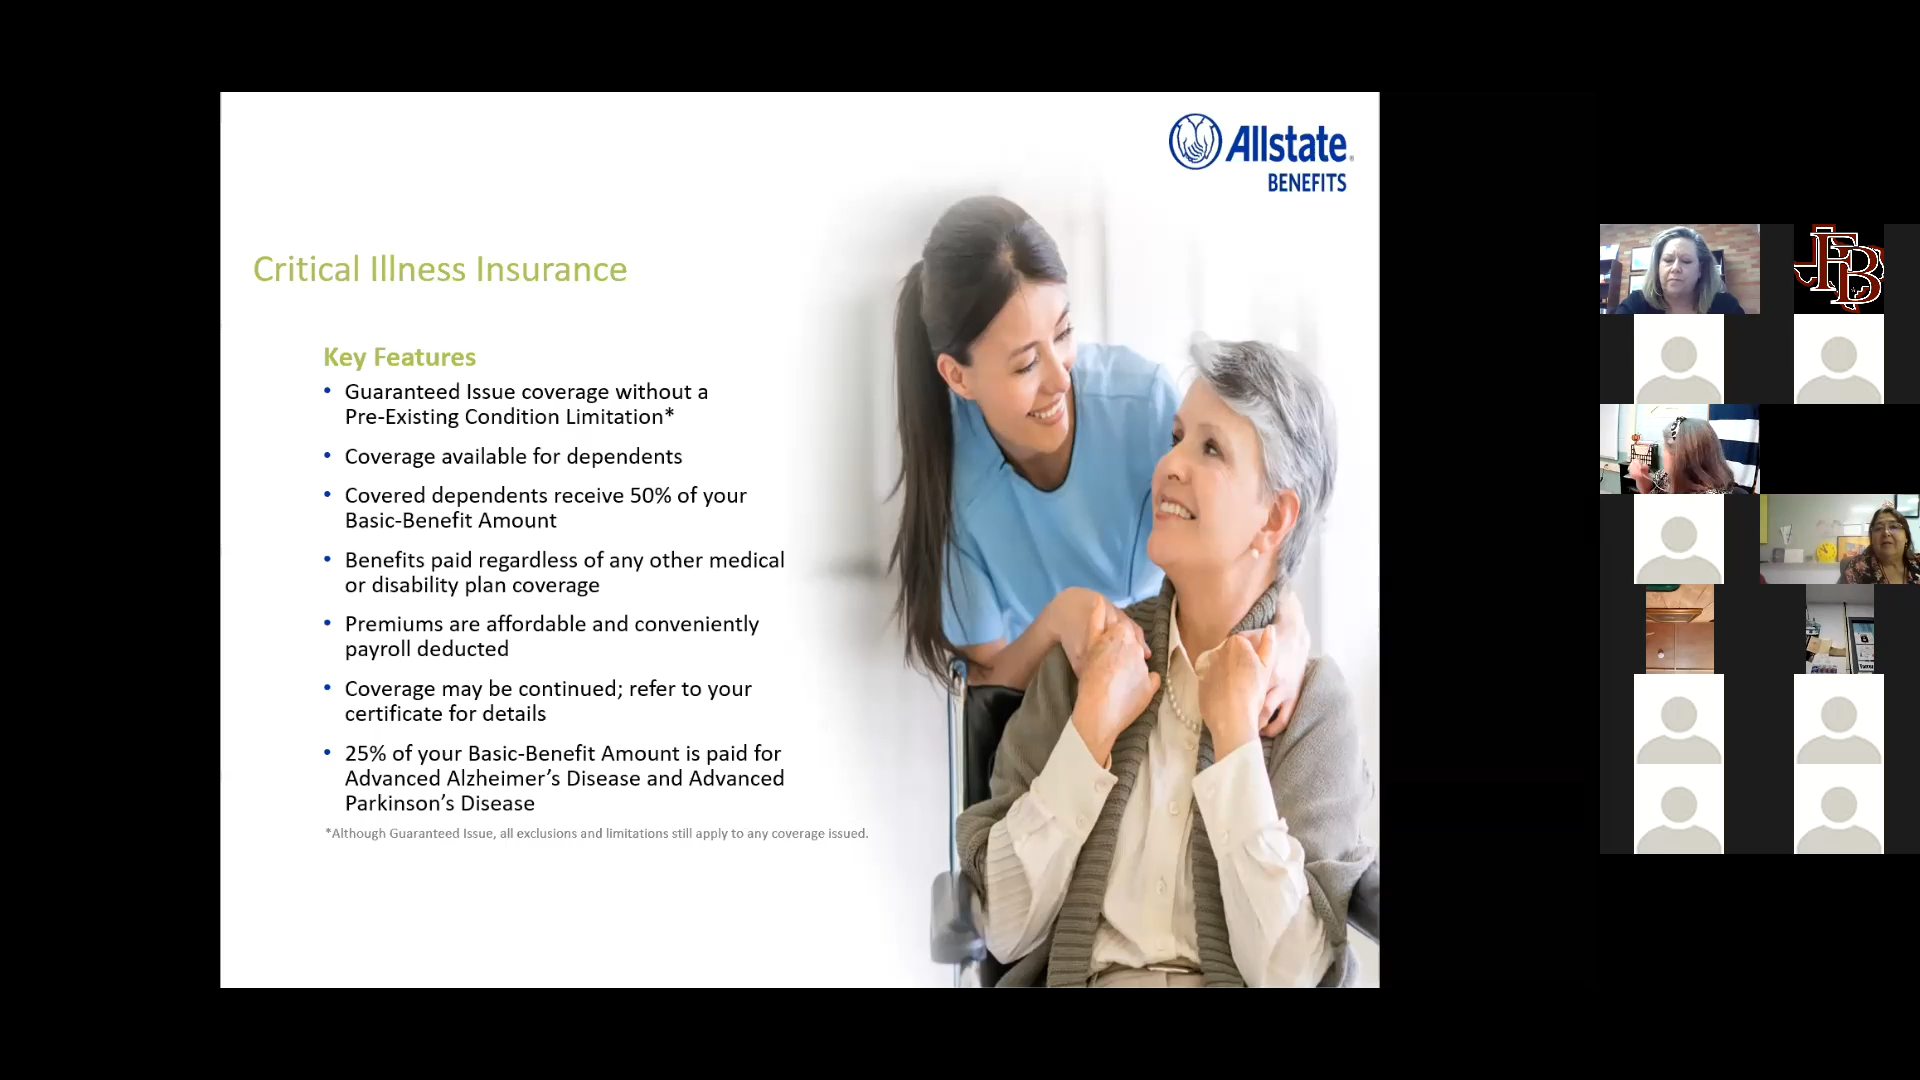 Allstate®
BENEFITS
Critical Illness Insurance
Key Features
• Guaranteed Issue coverage without a
Pre-Existing Condition Limitation*
• Coverage available for dependents
• Covered dependents receive 50% of your
Basic-Benefit Amount
• Benefits paid regardless of any other medical
or disability plan coverage
• Premiums are affordable and conveniently
payroll deducted
• Coverage may be continued; refer to your
certificate for details
• 25% of your Basic-Benefit Amount is paid for
Advanced Alzheimer’s Disease and Advanced
Parkinson’s Disease
*Although Guaranteed Issue, all exclusions and limitations still apply to any coverage issued.
FB